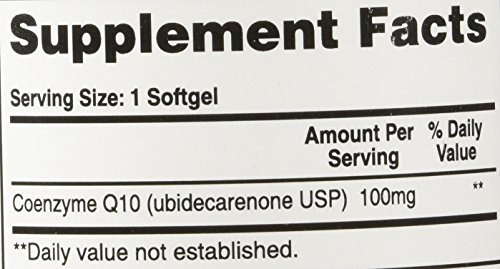 Supplement Facts
Serving Size: 1 Softgel
Amount Per % Daily
Serving Value
Coenzyme Q10 (ubidecarenone USP) 100mg **
**Daily value not established.